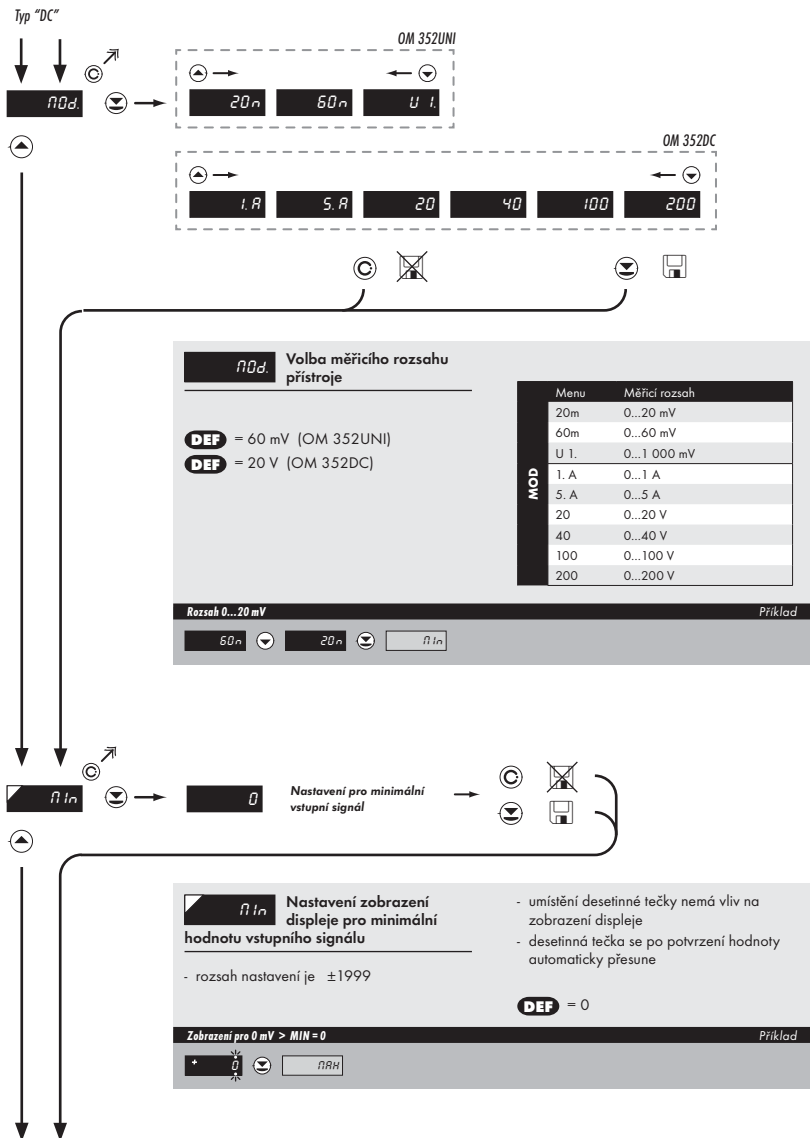 Typ "DC"
OM 352UNI
MOd.
20m
60m
U 1.
OM 352DC
1. A
5. A
20
40
100
200
MOd.
Volba měřicího rozsahu
přístroje
DEF = 60 mV (OM 352UNI)
DEF = 20 V (OM 352DC)
MOD
Menu Měřicí rozsah
20m 0...20 mV
60m 0...60 mV
U 1. 0...1 000 mV
1. A 0...1 A
5. A 0...5 A
20 0...20 V
40 0...40 V
100 0...100 V
200 0...200 V
Rozsah 0...20 mV Příklad
60m 20m MIn
MIn
0
Nastavení pro minimální
vstupní signál
MIn
Nastavení zobrazení
displeje pro minimální
hodnotu vstupního signálu
- rozsah nastavení je ±1999
- umístění desetinné tečky nemá vliv na
zobrazení displeje
- desetinná tečka se po potvrzení hodnoty
automaticky přesune
DEF = 0
Zobrazení pro 0 mV > MIN = 0 Příklad
+ 0 MAH